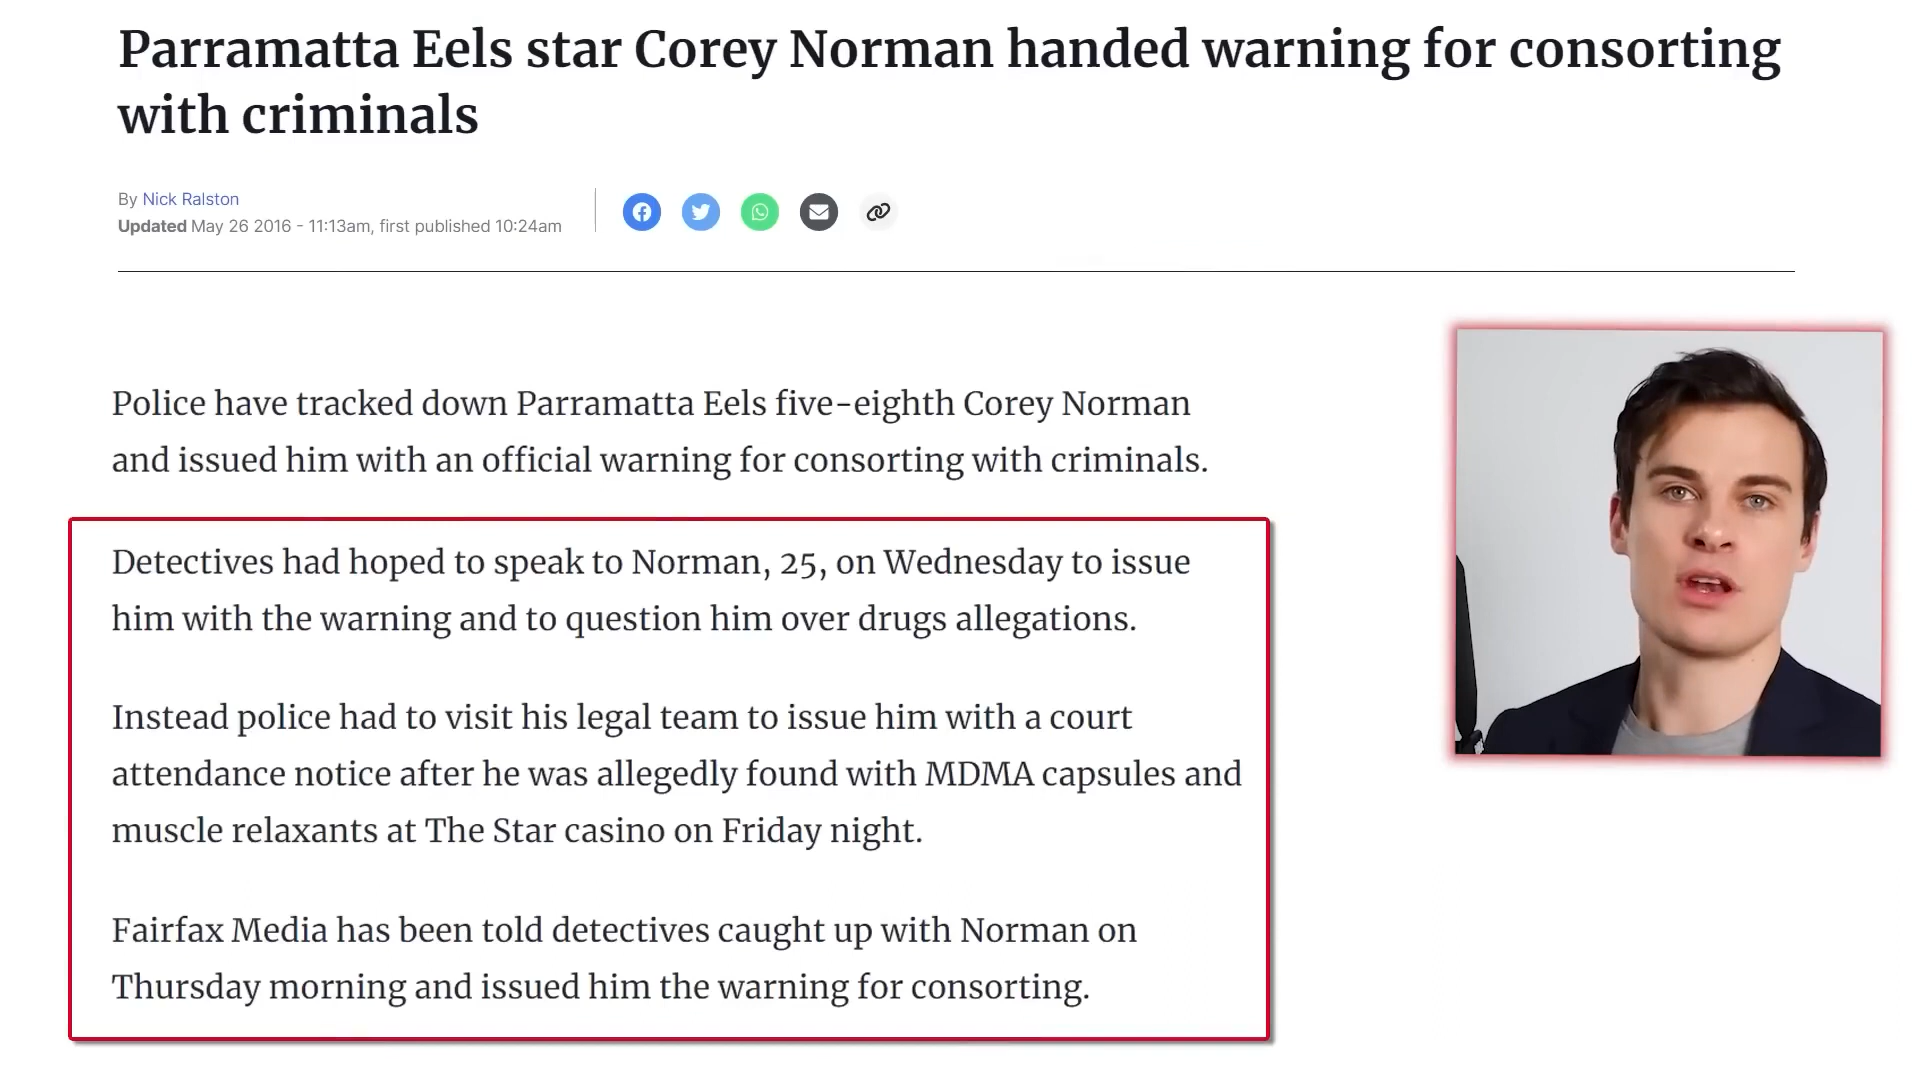 Parramatta Eels star Corey Norman handed warning for consorting
with criminals
By Nick Ralston
Updated May 26 2016 - 11:13am, first published 10:24am
Police have tracked down Parramatta Eels five-eighth Corey Norman
and issued him with an official warning for consorting with criminals.
Detectives had hoped to speak to Norman, 25, on Wednesday to issue
him with the warning and to question him over drugs allegations.
Instead police had to visit his legal team to issue him with a court
attendance notice after he was allegedly found with MDMA capsules and
muscle relaxants at The Star casino on Friday night.
Fairfax Media has been told detectives caught up with Norman on
Thursday morning and issued him the warning for consorting.